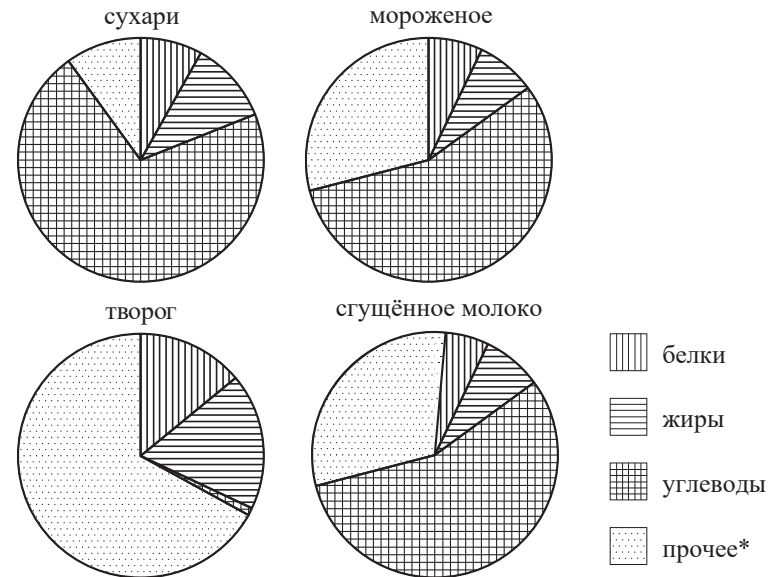 сухари
мороженое
творог
сгущённое молоко
белки
жиры
углеводы
прочее*